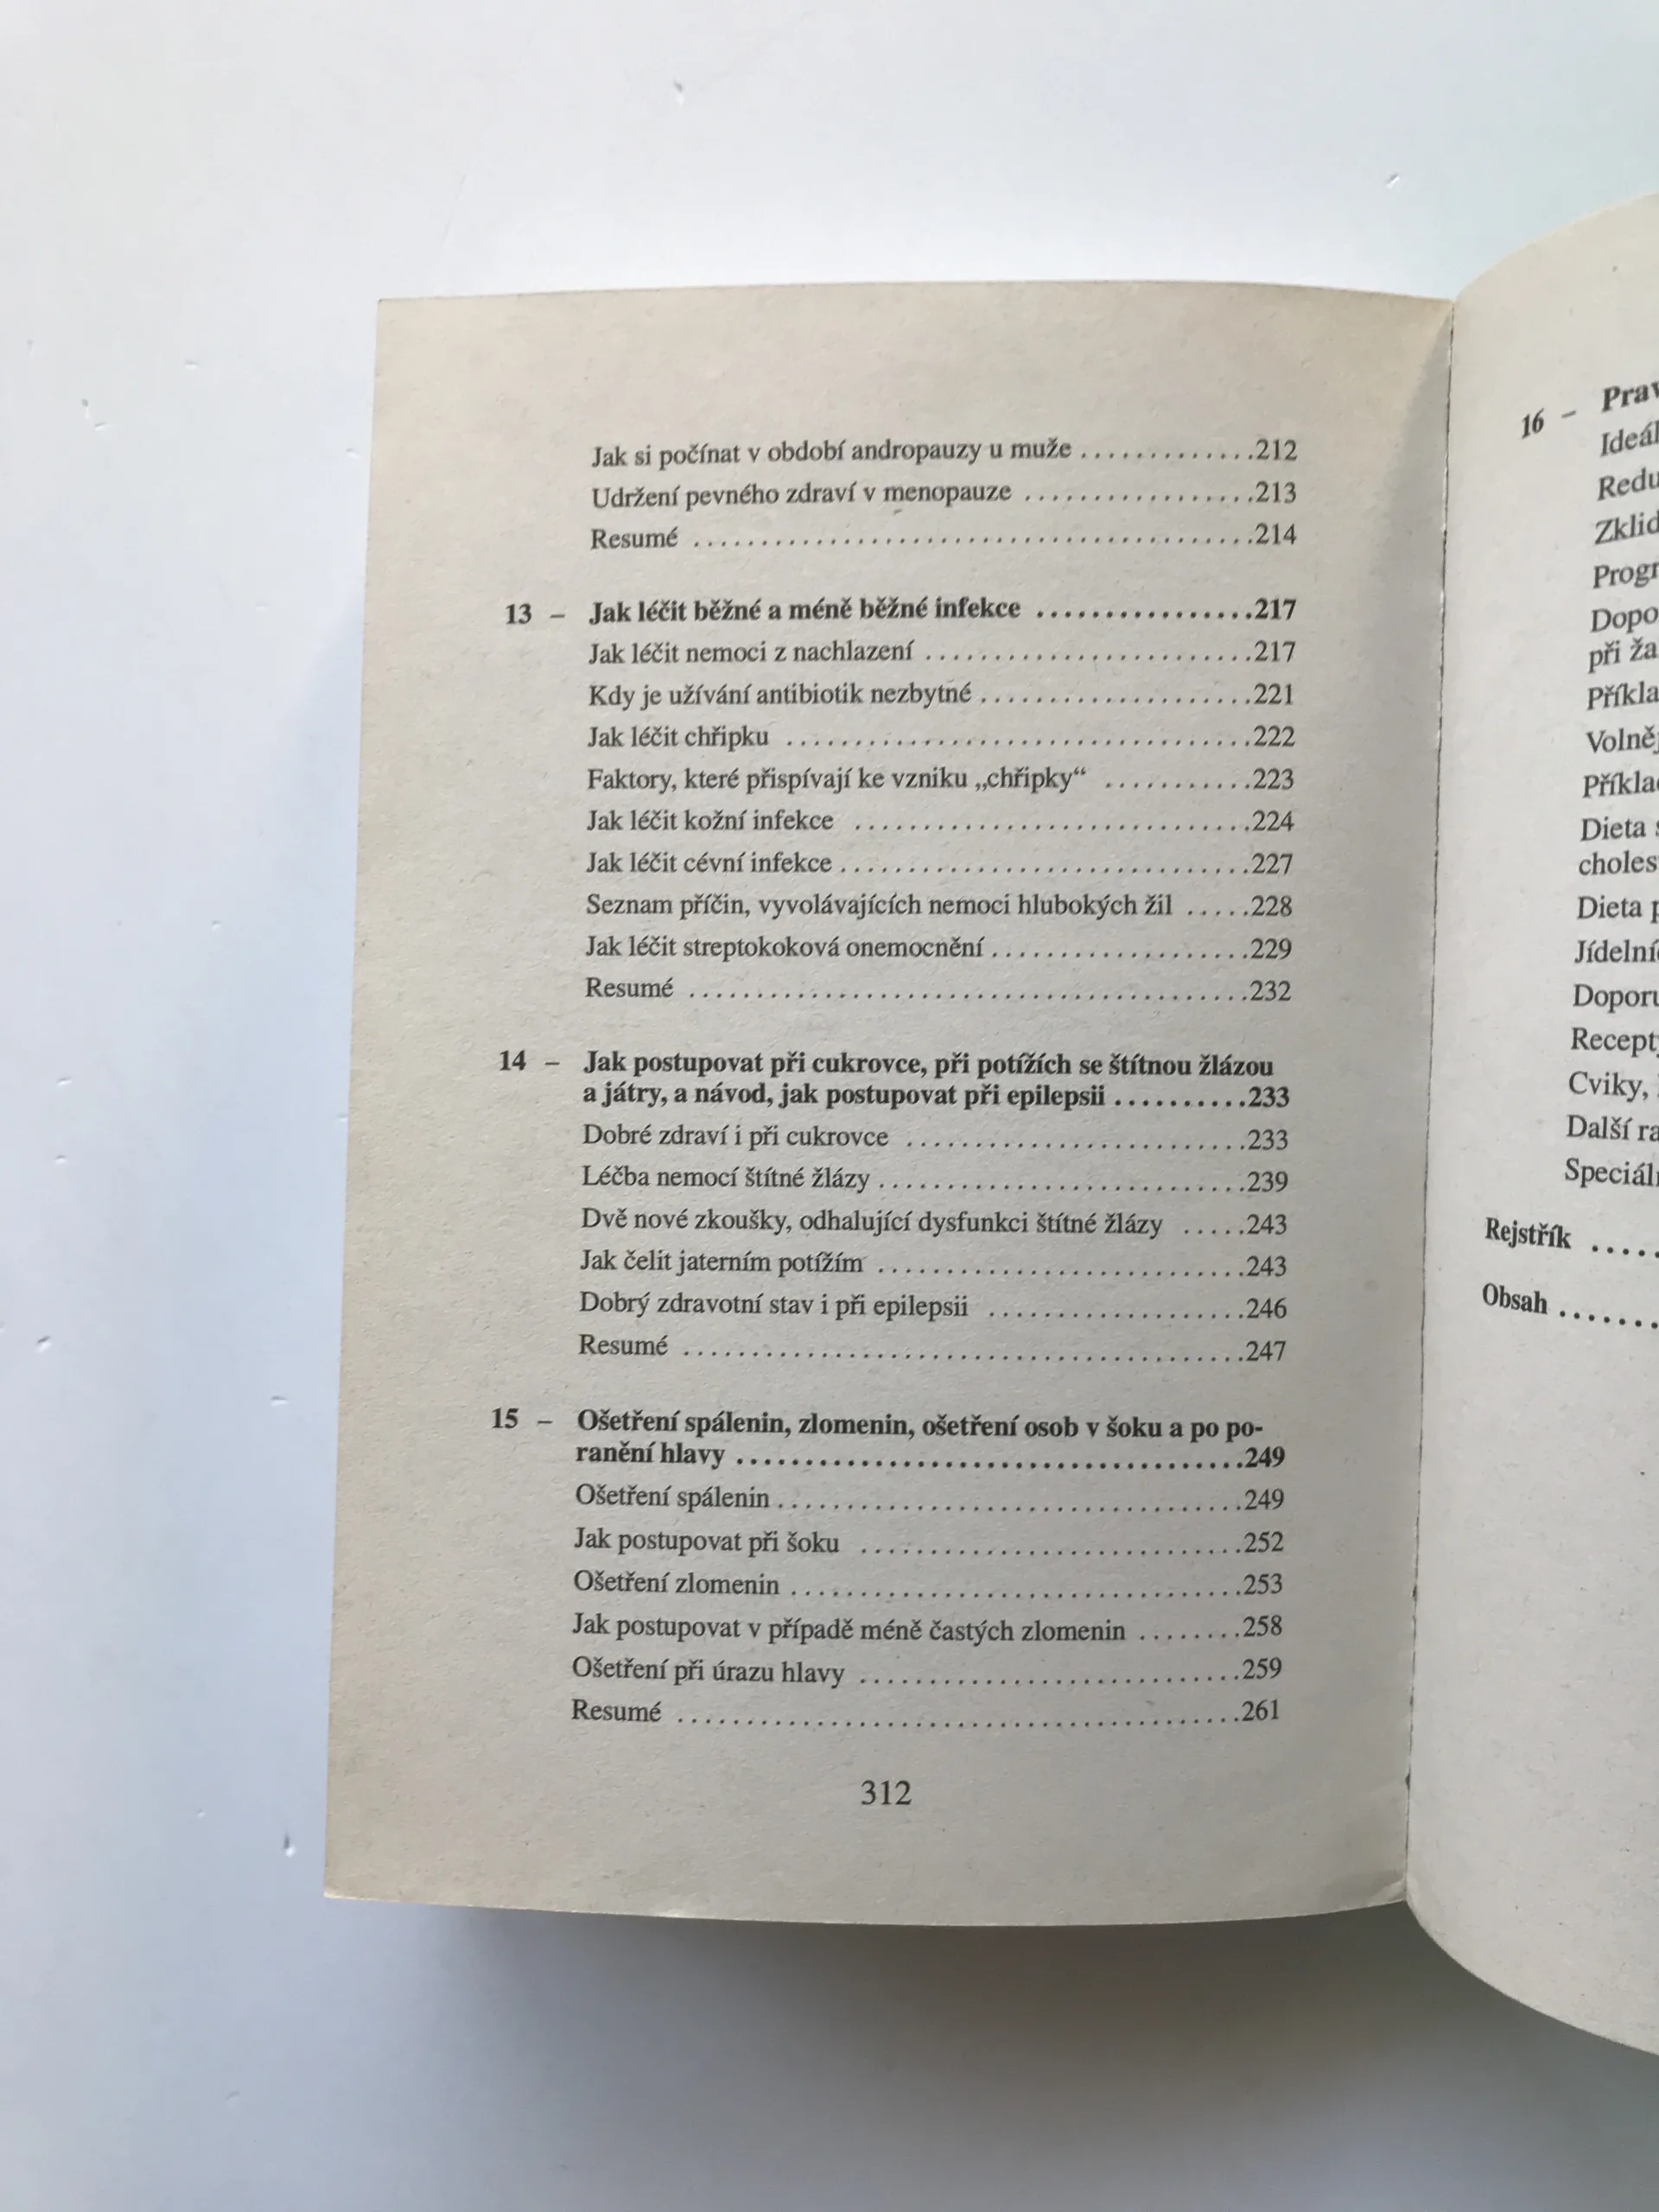 Jak si počínat v období andropauzy u muže .............212
Udržení pevného zdraví v menopauze .................213
Resumé ..........................................214
13 – Jak léčit běžné a méně běžné infekce ................217
Jak léčit nemoci z nachlazení ........................217
Kdy je užívání antibiotik nezbytné ....................221
Jak léčit chřipku ..................................222
Faktory, které přispívají ke vzniku „chřipky“ ...........223
Jak léčit kožní infekce .............................224
Jak léčit cévní infekce ..............................227
Seznam příčin, vyvolávajících nemoci hlubokých žil .....228
Jak léčit streptokoková onemocnění ...................229
Resumé .........................................232
14 – Jak postupovat při cukrovce, při potížích se štítnou žlázou
a játry, a návod, jak postupovat při epilepsii ..........233
Dobré zdraví i při cukrovce .........................233
Léčba nemocí štítné žlázy ...........................239
Dvě nové zkoušky, odhalující dysfunkci štítné žlázy .....243
Jak čelit jaterním potížím ...........................243
Dobrý zdravotní stav i při epilepsii ...................246
Resumé .........................................247
15 – Ošetření spálenin, zlomenin, ošetření osob v šoku a po po-
ranění hlavy .....................................249
Ošetření spálenin ..................................249
Jak postupovat při šoku ............................252
Ošetření zlomenin .................................253
Jak postupovat v případě méně častých zlomenin ........258
Ošetření při úrazu hlavy ............................259
Resumé .........................................261
312
16 –
při
Dieta
Dieta
Cviky,
Další
Rejstřík .....
Obsah .......